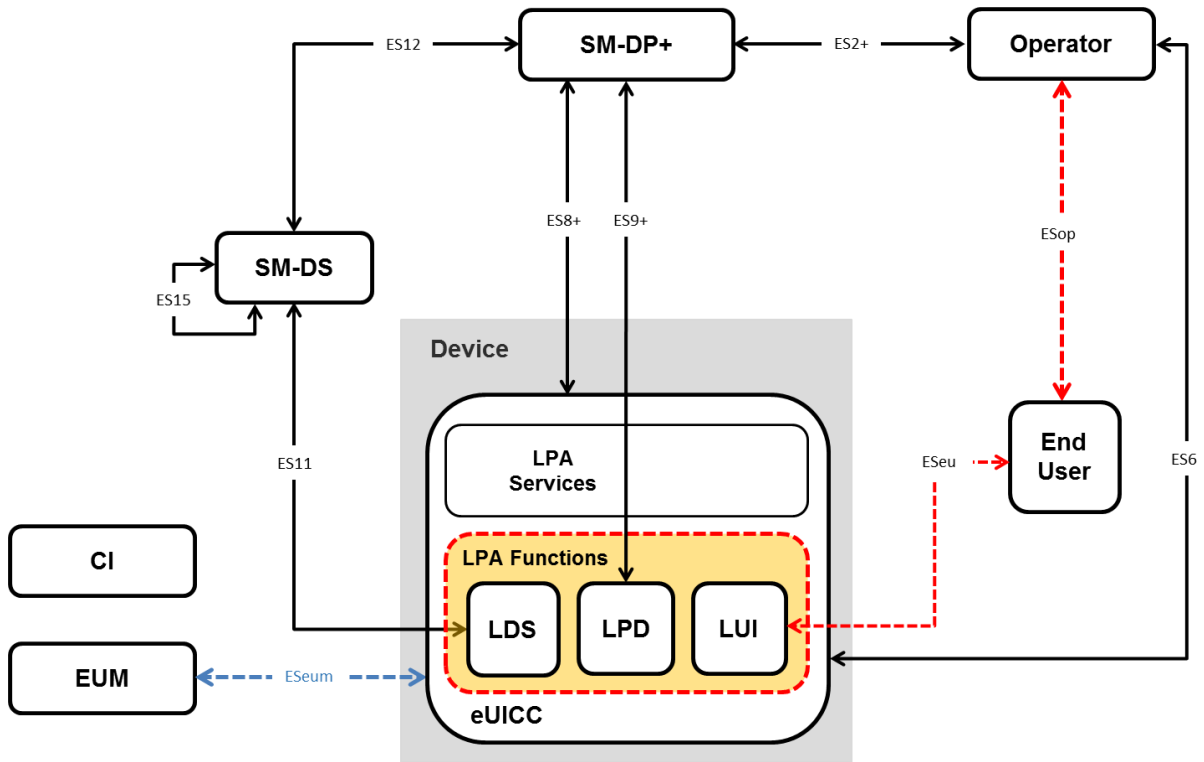 ES12
SM-DP+
ES2+
Operator
ES8+
ES9+
ESop
SM-DS
ES15
Device
ES11
LPA
Services
ESeu
End
User
ES6
CI
LPA Functions
LDS
LPD
LUI
EUM
ESeum
eUICC